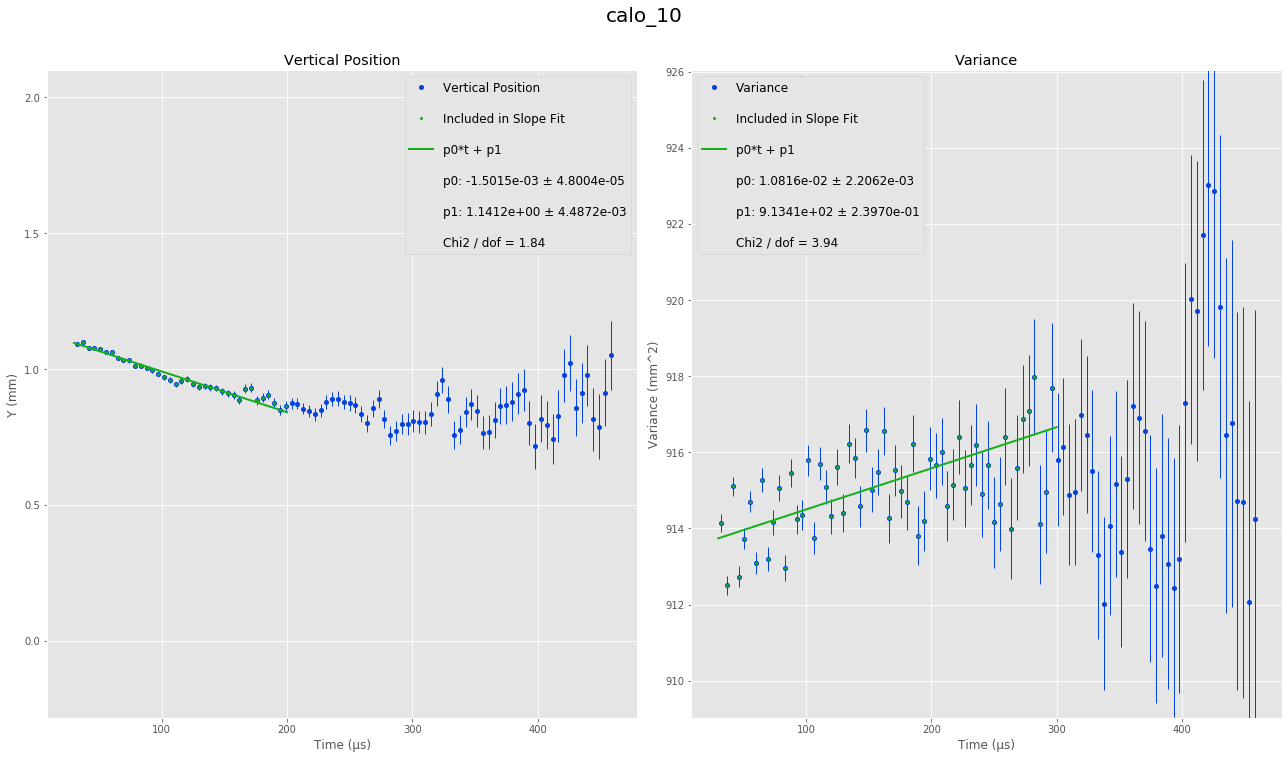 calo_10
Vertical Position
Vertical Position
Included in Slope Fit
p0*t + p1
p0: -1.5015e-03 ± 4.8004e-05
p1: 1.1412e+00 ± 4.4872e-03
Chi2 / dof = 1.84
2.0
1.5
1.0
0.5
0.0
Y (mm)
100
200
300
400
Time (μs)
Variance
Variance
Included in Slope Fit
p0*t + p1
p0: 1.0816e-02 ± 2.2062e-03
p1: 9.1341e+02 ± 2.3970e-01
Chi2 / dof = 3.94
926
924
922
920
918
916
914
912
910
Variance (mm^2)
100
200
300
400
Time (μs)